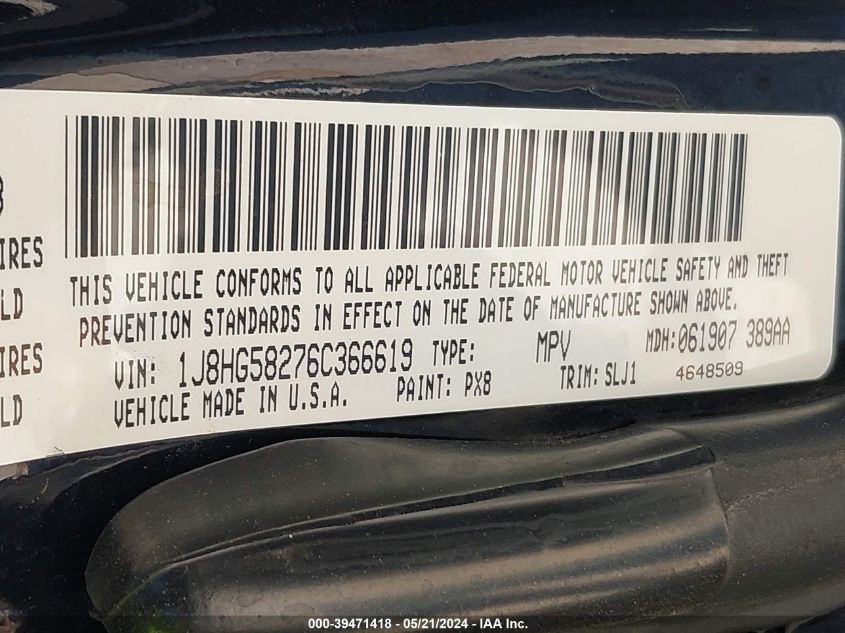 IRES
LD
IRES
LD
THIS VEHICLE CONFORMS TO ALL APPLICABLE FEDERAL MOTOR VEHICLE SAFETY AND THEFT
PREVENTION STANDARDS IN EFFECT ON THE DATE OF MANUFACTURE SHOWN ABOVE.
VIN: 1J8HG58276C366619 TYPE: MPV MDH:061907 389AA
VEHICLE MADE IN U.S.A. PAINT: PX8 TRIM: SLJ1 4648509
000-39471418 - 05/21/2024 - IAA Inc.